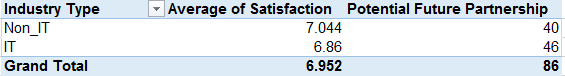 Industry Type Average of Satisfaction Potential Future Partnership
Non_IT 7.044 40
IT 6.86 46
Grand Total 6.952 86